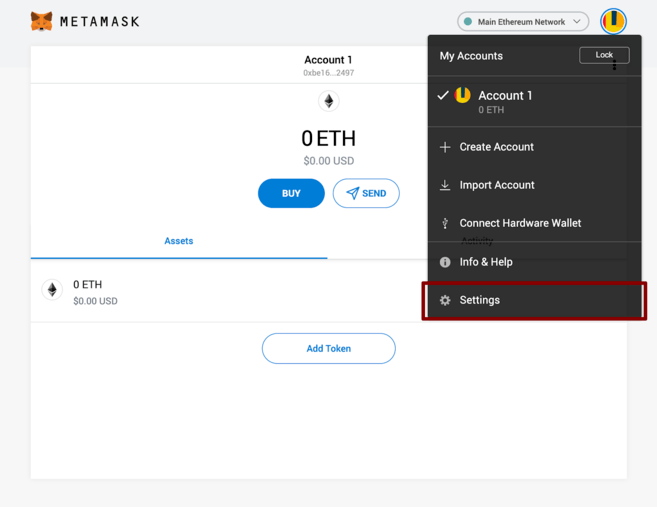 METAMASK
Main Ethereum Network
Account 1
0xbe16...2497
0 ETH
$0.00 USD
BUY
SEND
Assets
Activity
0 ETH
$0.00 USD
Add Token
My Accounts
Lock
Account 1
0 ETH
Create Account
Import Account
Connect Hardware Wallet
Info & Help
Settings